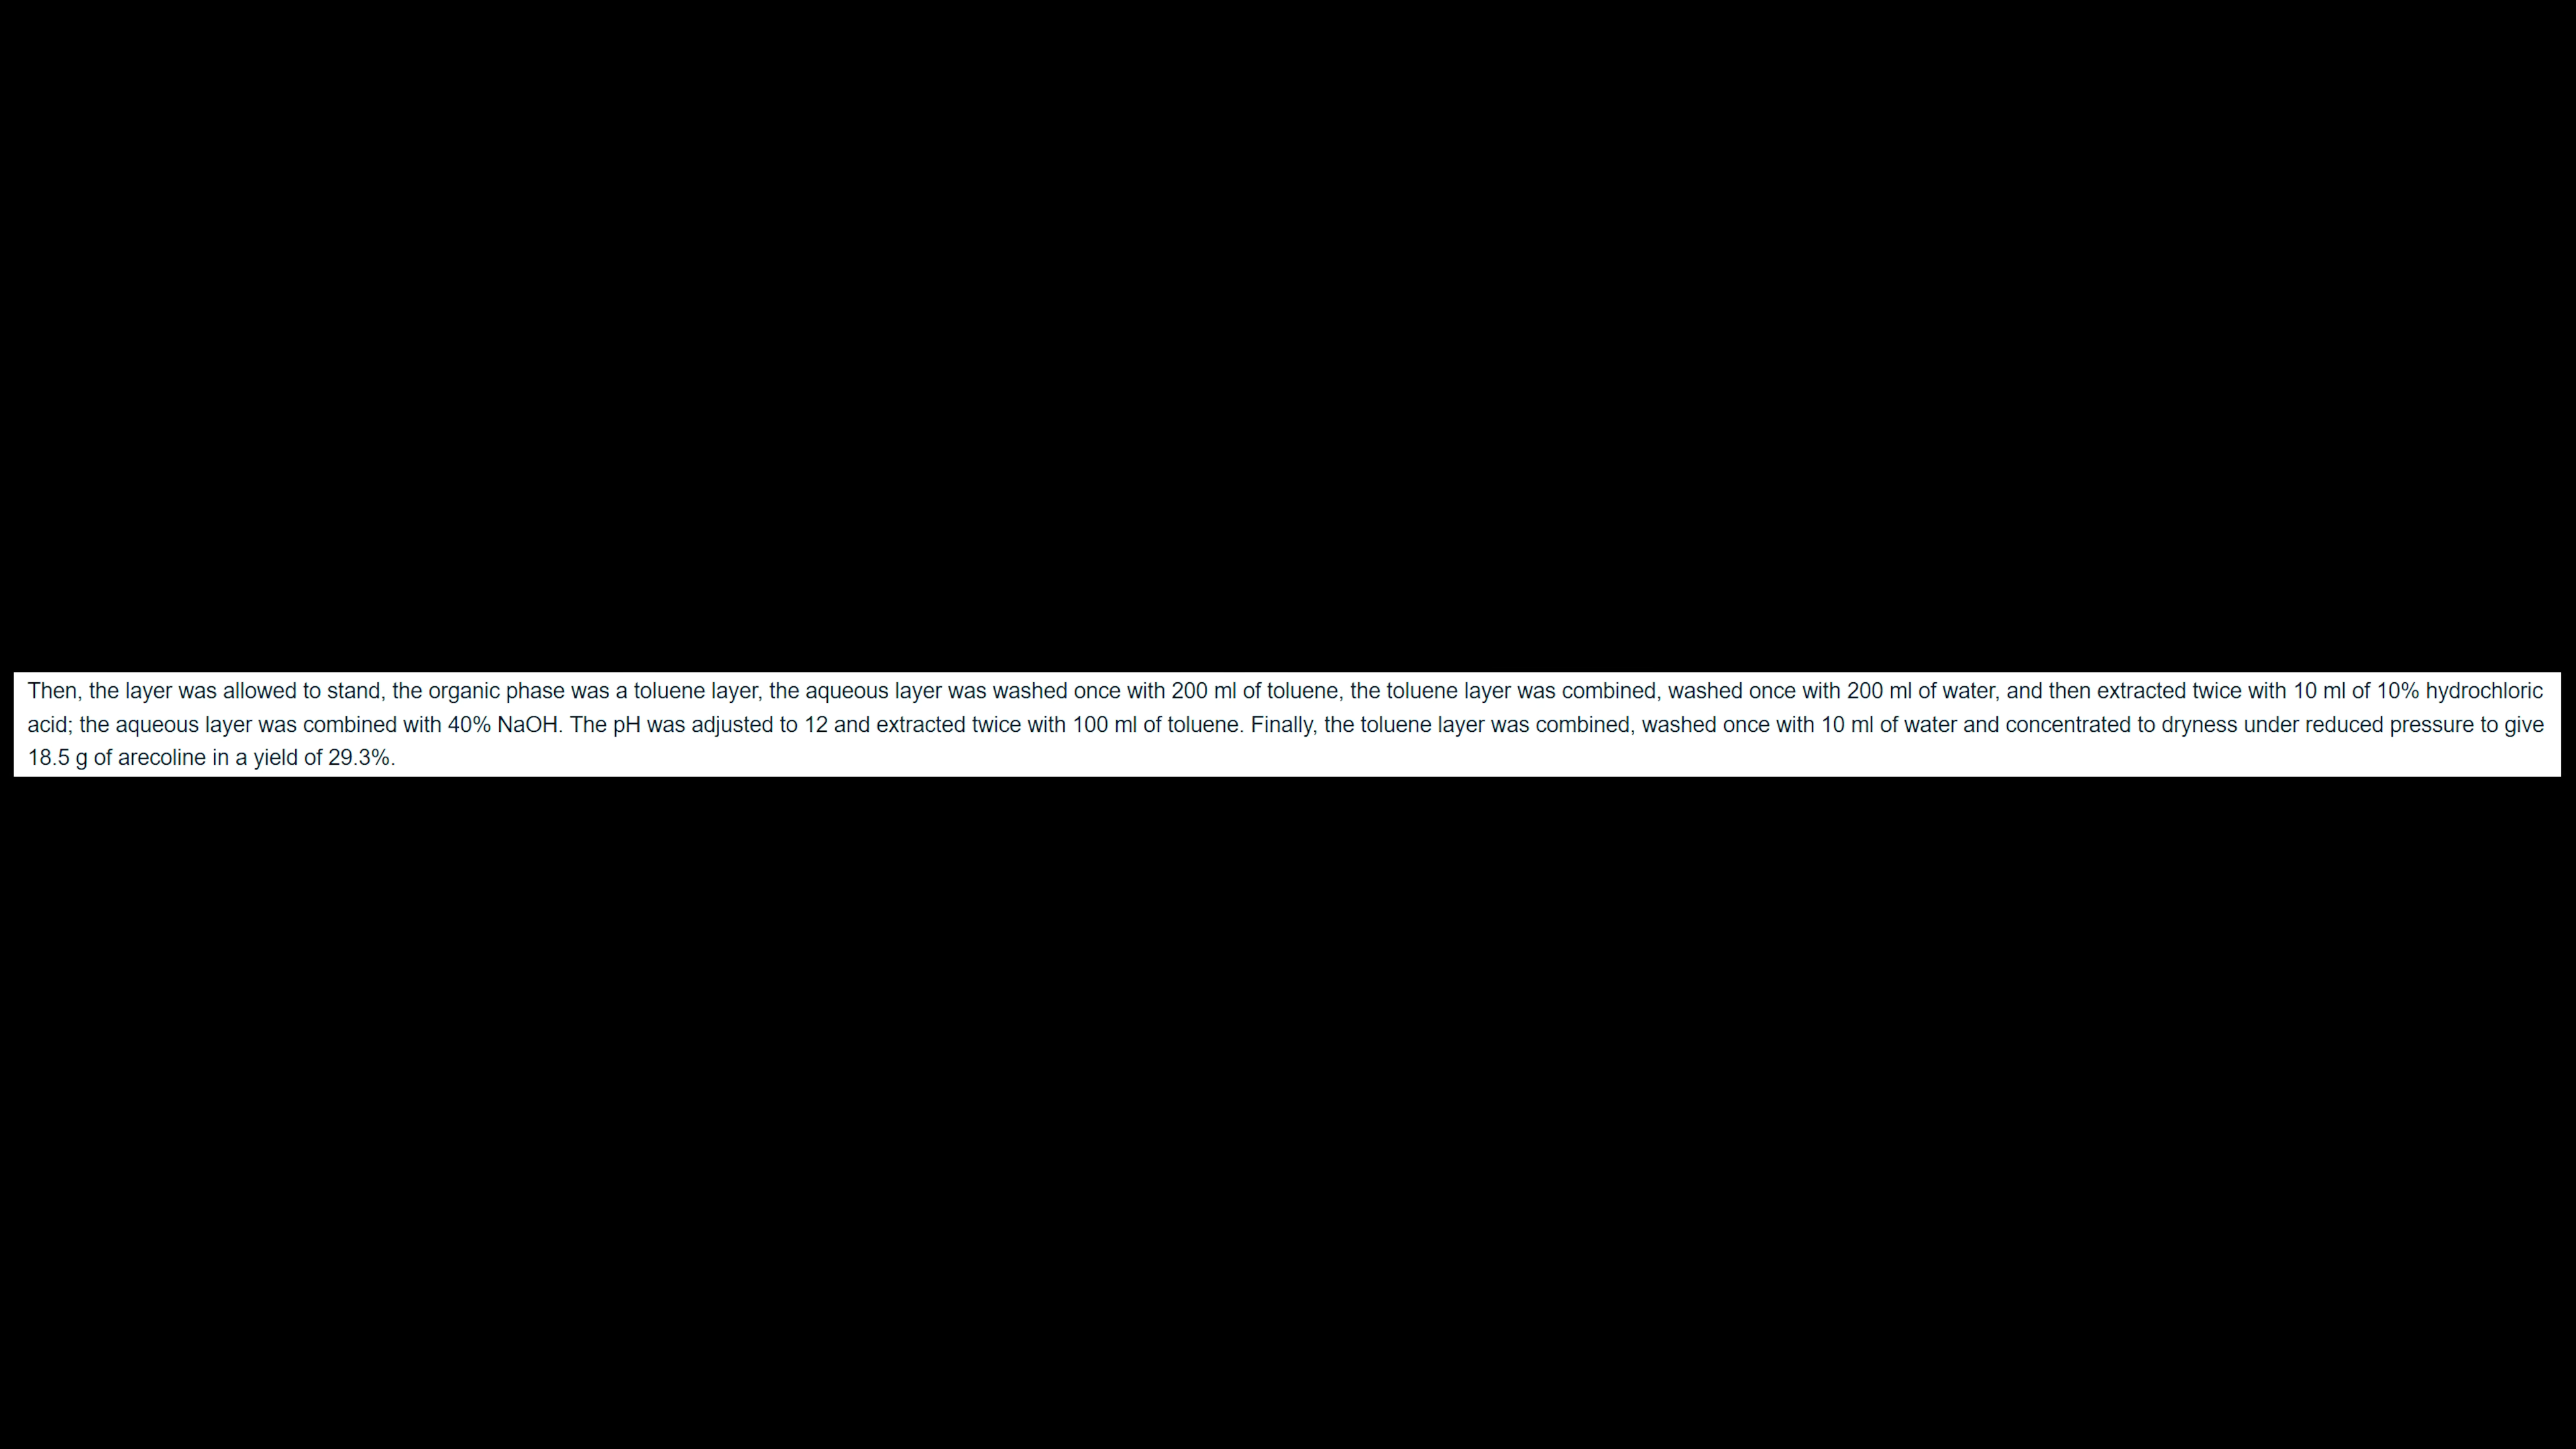 Then, the layer was allowed to stand, the organic phase was a toluene layer, the aqueous layer was washed once with 200 ml of toluene, the toluene layer was combined, washed once with 200 ml of water, and then extracted twice with 10 ml of 10% hydrochloric
acid; the aqueous layer was combined with 40% NaOH. The pH was adjusted to 12 and extracted twice with 100 ml of toluene. Finally, the toluene layer was combined, washed once with 10 ml of water and concentrated to dryness under reduced pressure to give
18.5 g of arecoline in a yield of 29.3%.